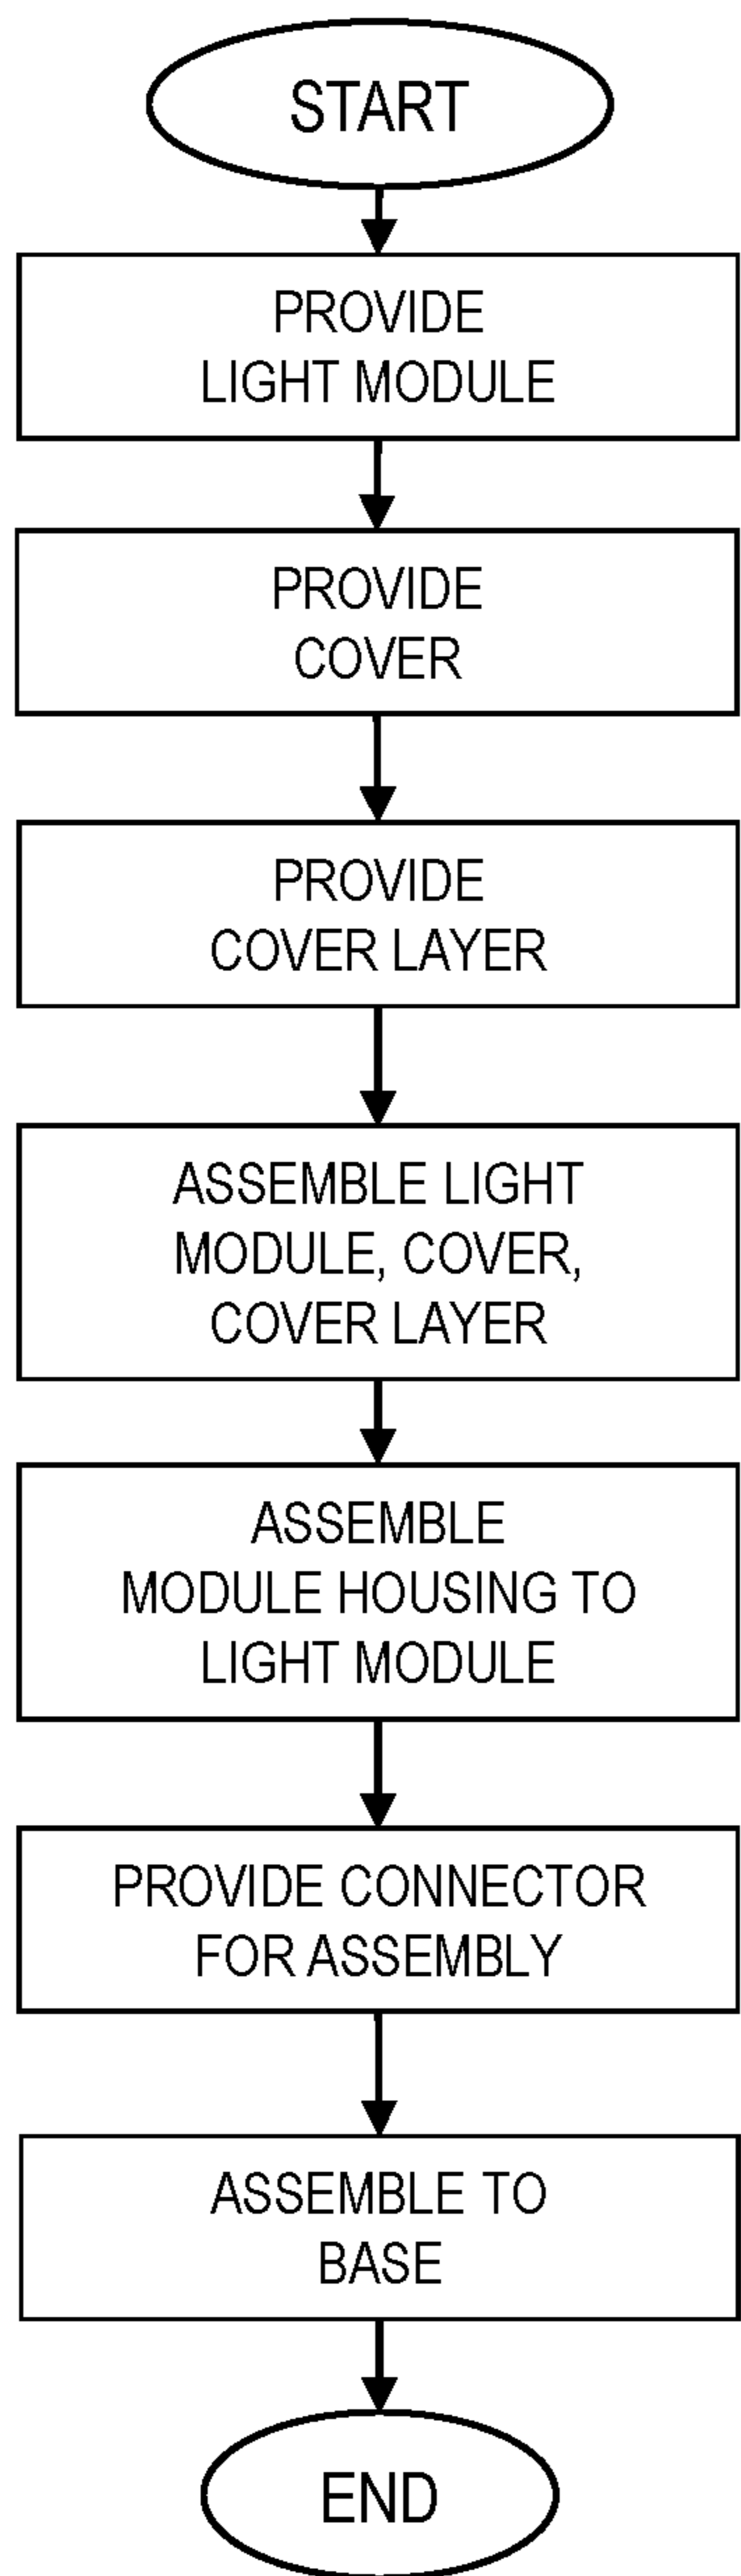 START
PROVIDE
LIGHT MODULE
PROVIDE
COVER
PROVIDE
COVER LAYER
ASSEMBLE LIGHT
MODULE, COVER,
COVER LAYER
ASSEMBLE
MODULE HOUSING TO
LIGHT MODULE
PROVIDE CONNECTOR
FOR ASSEMBLY
ASSEMBLE TO
BASE
END